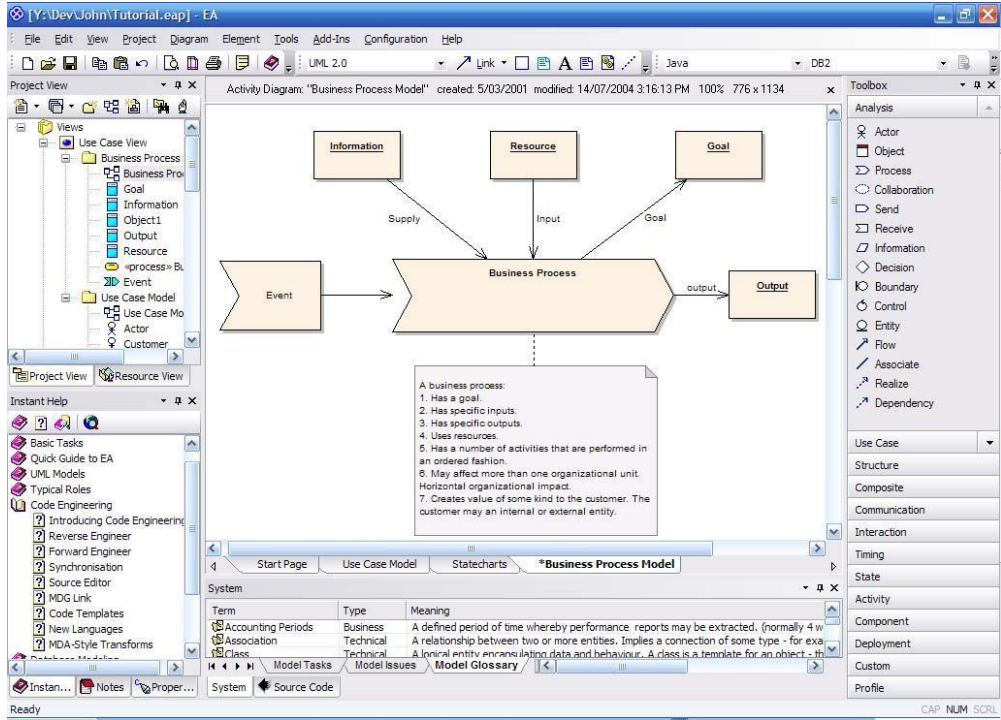 [Y:\Dev\John\Tutorial.eap] - EA
File Edit View Project Diagram Element Tools Add-Ins Configuration Help
UML 2.0 Link Java DB2
Project View
Views
Use Case View
Business Process
Business Pro
Goal
Information
Object1
Output
Resource
«process» Bu
Event
Use Case Model
Use Case Mo
Actor
Customer
Project View Resource View
Instant Help
Basic Tasks
Quick Guide to EA
UML Models
Typical Roles
Code Engineering
Introducing Code Engineering
Reverse Engineer
Forward Engineer
Synchronisation
Source Editor
MDG Link
Code Templates
New Languages
MDA-Style Transforms
Database Modeling
Instan... Notes Proper...
Activity Diagram: "Business Process Model" created: 5/03/2001 modified: 14/07/2004 3:16:13 PM 100% 776 x 1134
Information Resource Goal
Supply Input Goal
Event
Business Process
output
Output
A business process:
1. Has a goal.
2. Has specific inputs.
3. Has specific outputs.
4. Uses resources.
5. Has a number of activities that are performed in
an ordered fashion.
6. May affect more than one organizational unit.
Horizontal organizational impact.
7. Creates value of some kind to the customer. The
customer may an internal or external entity.
Start Page Use Case Model Statecharts *Business Process Model
System
Term Type Meaning
Accounting Periods Business A defined period of time whereby performance reports may be extracted. (normally 4 w
Association Technical A relationship between two or more entities. Implies a connection of some type - for exa
Class Technical A logical entity encapsulating data and behaviour. A class is a template for an object - th
Model Tasks Model Issues Model Glossary
System Source Code
Toolbox
Analysis
Actor
Object
Process
Collaboration
Send
Receive
Information
Decision
Boundary
Control
Entity
Flow
Associate
Realize
Dependency
Use Case
Structure
Composite
Communication
Interaction
Timing
State
Activity
Component
Deployment
Custom
Profile
Ready
CAP NUM SCRL